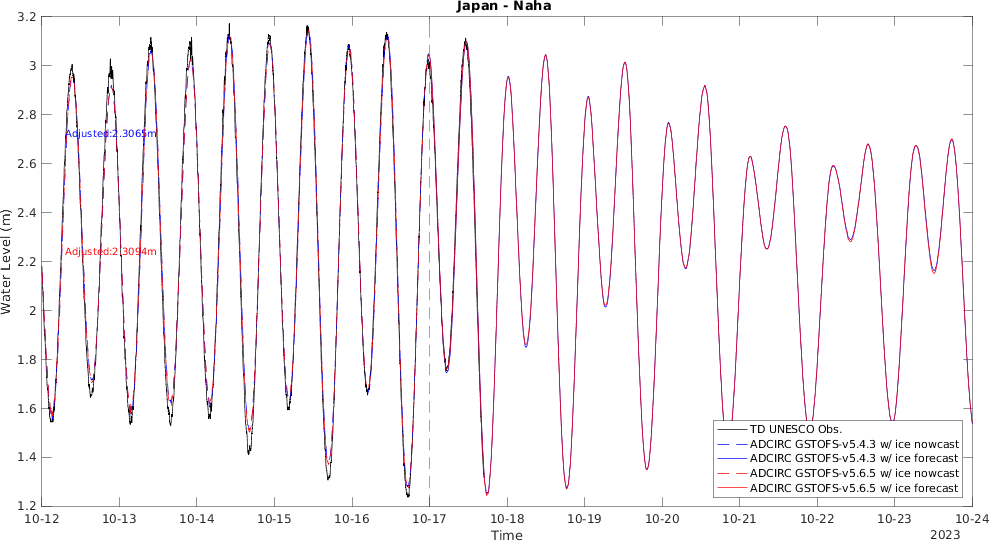 Japan - Naha
3.2
3
2.8
2.6
2.4
2.2
2
1.8
1.6
1.4
1.2
Water Level (m)
Adjusted:2.3065m
Adjusted:2.3094m
TD UNESCO Obs.
ADCIRC GSTOFS-v5.4.3 w/ ice nowcast
ADCIRC GSTOFS-v5.4.3 w/ ice forecast
ADCIRC GSTOFS-v5.6.5 w/ ice nowcast
ADCIRC GSTOFS-v5.6.5 w/ ice forecast
10-12 10-13 10-14 10-15 10-16 10-17 10-18 10-19 10-20 10-21 10-22 10-23 10-24
Time
2023